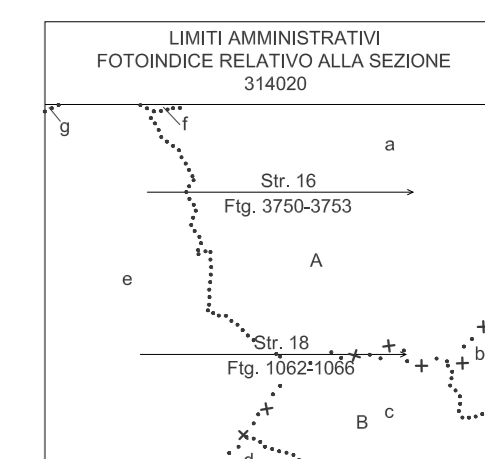 LIMITI AMMINISTRATIVI
FOTOINDICE RELATIVO ALLA SEZIONE
314020
g
f
a
Str. 16
Ftg. 3750-3753
A
e
Str. 18
b
Ftg. 1062-1066
B
c
d